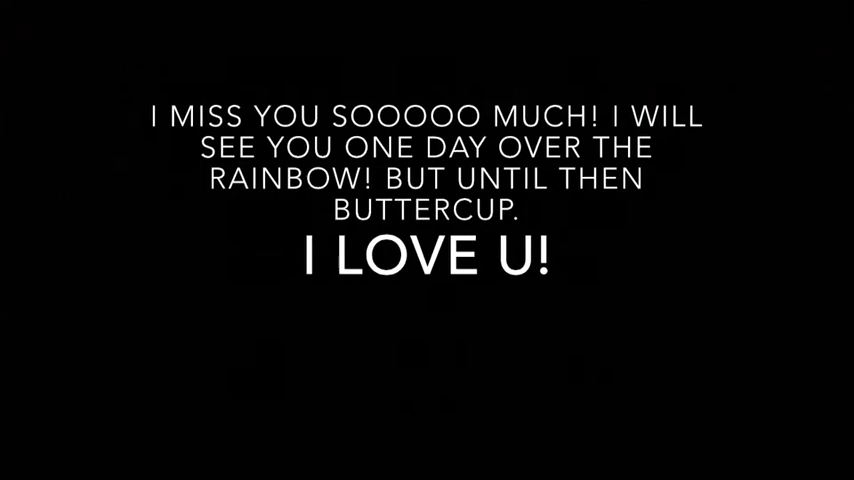 I MISS YOU SOOOOO MUCH! I WILL
SEE YOU ONE DAY OVER THE
RAINBOW! BUT UNTIL THEN
BUTTERCUP.
I LOVE U!